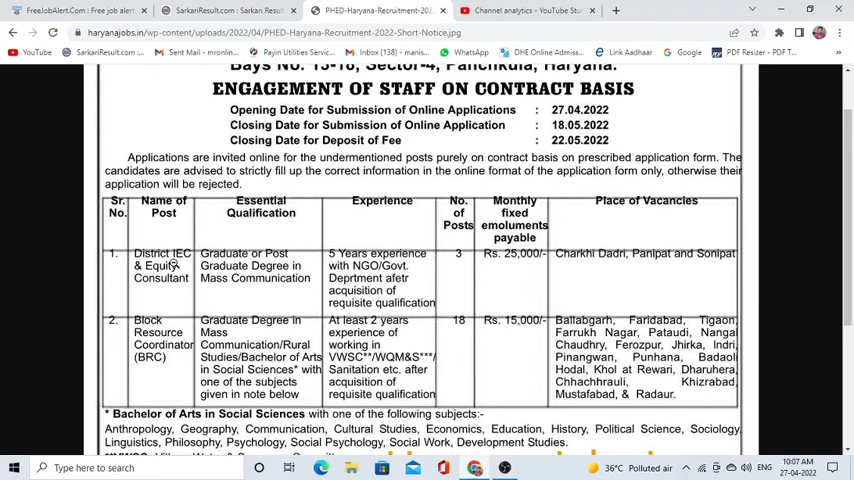 FreeJobAlert.Com : Free job aler
SarkariResult.com : Sarkari Resul
PHED-Haryana-Recruitment-202
Channel analytics - YouTube Stu
haryanajobs.in/wp-content/uploads/2022/04/PHED-Haryana-Recruitment-2022-Short-Notice.jpg
YouTube
SarkariResult.com :...
Sent Mail - mronlin...
Payin Utilities Servic...
Inbox (136) - manis...
WhatsApp
DHE Online Admissi...
Link Aadhaar
Google
PDF Resizer
PDF To...
Bays No. 13-18, Sector-4, Panchkula, Haryana.
ENGAGEMENT OF STAFF ON CONTRACT BASIS
Opening Date for Submission of Online Applications : 27.04.2022
Closing Date for Submission of Online Application : 18.05.2022
Closing Date for Deposit of Fee : 22.05.2022
Applications are invited online for the undermentioned posts purely on contract basis on prescribed application form. The
candidates are advised to strictly fill up the correct information in the online format of the application form only, otherwise their
application will be rejected.
Sr. No.
Name of Post
Essential Qualification
Experience
No. of Posts
Monthly fixed emoluments payable
Place of Vacancies
1.
District IEC
& Equity
Consultant
Graduate or Post
Graduate Degree in
Mass Communication
5 Years experience
with NGO/Govt.
Deprtment afetr
acquisition of
requisite qualification
3
Rs. 25,000/-
Charkhi Dadri, Panipat and Sonipat
2.
Block
Resource
Coordinator
(BRC)
Graduate Degree in
Mass
Communication/Rural
Studies/Bachelor of Arts
in Social Sciences* with
one of the subjects
given in note below
At least 2 years
experience of
working in
VWSC**/WQM&S***/
Sanitation etc. after
acquisition of
requisite qualification
18
Rs. 15,000/-
Ballabgarh, Faridabad, Tigaon,
Farrukh Nagar, Pataudi, Nangal
Chaudhry, Ferozpur, Jhirka, Indri,
Pinangwan, Punhana, Badaoli
Hodal, Khol at Rewari, Dharuhera,
Chhachhrauli, Khizrabad,
Mustafabad, & Radaur.
* Bachelor of Arts in Social Sciences with one of the following subjects:-
Anthropology, Geography, Communication, Cultural Studies, Economics, Education, History, Political Science, Sociology,
Linguistics, Philosophy, Psychology, Social Psychology, Social Work, Development Studies.
Type here to search
36°C Polluted air
ENG
10:07 AM
27-04-2022